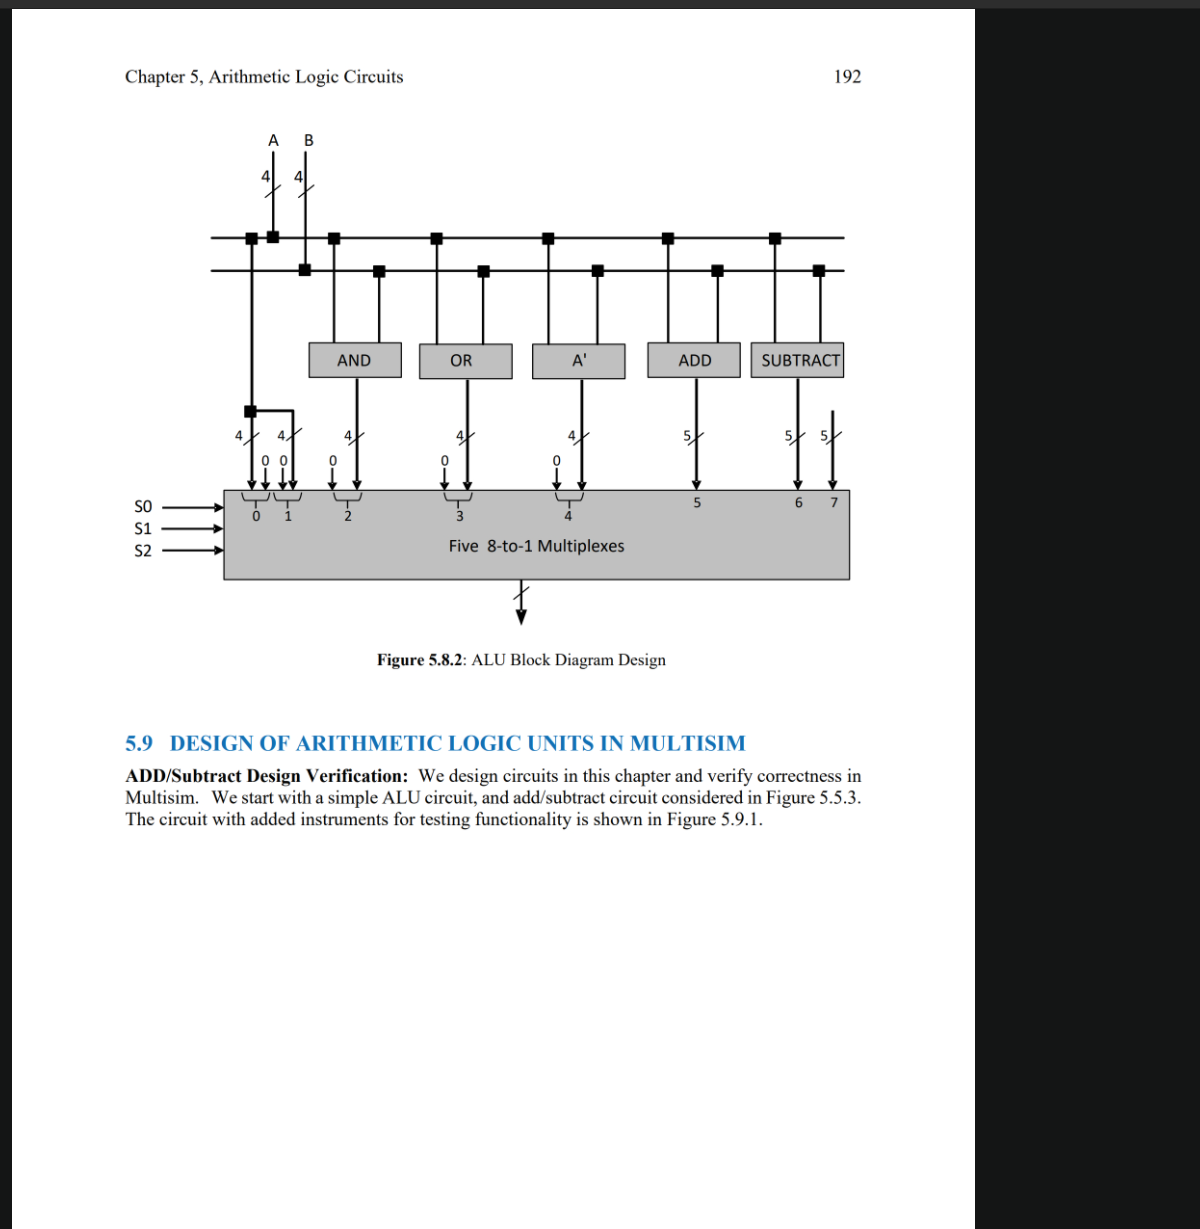 Chapter 5, Arithmetic Logic Circuits 192
A B
4 4
AND OR A' ADD SUBTRACT
4 4 4 4 4 5 5 5
0 0 0 0 0
S0
S1
S2
0 1 2 3 4 5 6 7
Five 8-to-1 Multiplexes
Figure 5.8.2: ALU Block Diagram Design
5.9 DESIGN OF ARITHMETIC LOGIC UNITS IN MULTISIM
ADD/Subtract Design Verification: We design circuits in this chapter and verify correctness in
Multisim. We start with a simple ALU circuit, and add/subtract circuit considered in Figure 5.5.3.
The circuit with added instruments for testing functionality is shown in Figure 5.9.1.